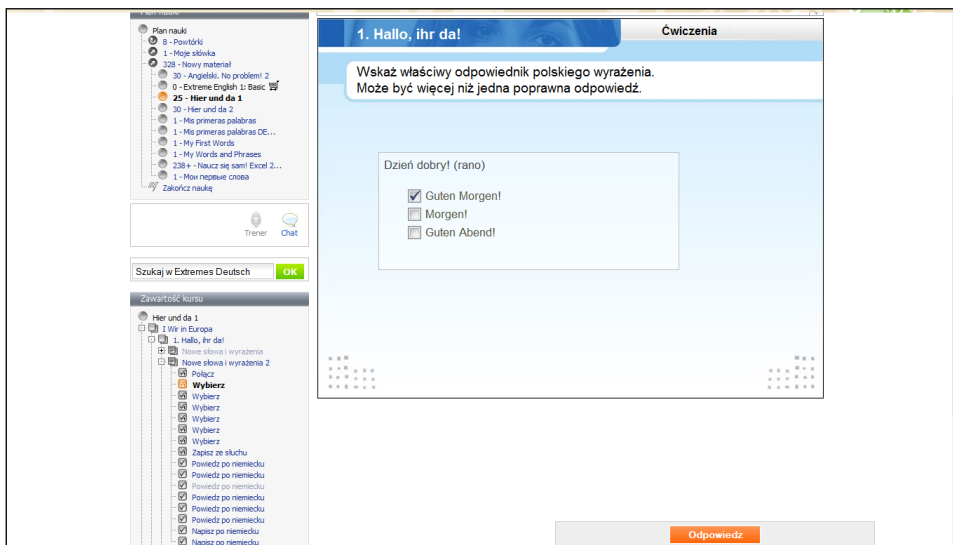 Plan nauki
Plan nauki
8 - Powtórki
1 - Moje słówka
328 - Nowy materiał
30 - Angielski. No problem! 2
0 - Extreme English 1: Basic
25 - Hier und da 1
30 - Hier und da 2
1 - Mis primeras palabras
1 - Mis primeras palabras DE...
1 - My First Words
1 - My Words and Phrases
238+ - Naucz się sam! Excel 2...
1 - Мои первые слова
Zakończ naukę
Trener Chat
Szukaj w Extremes Deutsch OK
Zawartość kursu
Hier und da 1
I Wir in Europa
1. Hallo, ihr da!
Nowe słowa i wyrażenia
Nowe słowa i wyrażenia 2
Połącz
Wybierz
Wybierz
Wybierz
Wybierz
Wybierz
Wybierz
Zapisz ze słuchu
Powiedz po niemiecku
Powiedz po niemiecku
Powiedz po niemiecku
Powiedz po niemiecku
Powiedz po niemiecku
Powiedz po niemiecku
Napisz po niemiecku
Napisz po niemiecku
1. Hallo, ihr da! Ćwiczenia
Wskaż właściwy odpowiednik polskiego wyrażenia.
Może być więcej niż jedna poprawna odpowiedź.
Dzień dobry! (rano)
Guten Morgen!
Morgen!
Guten Abend!
Odpowiedz